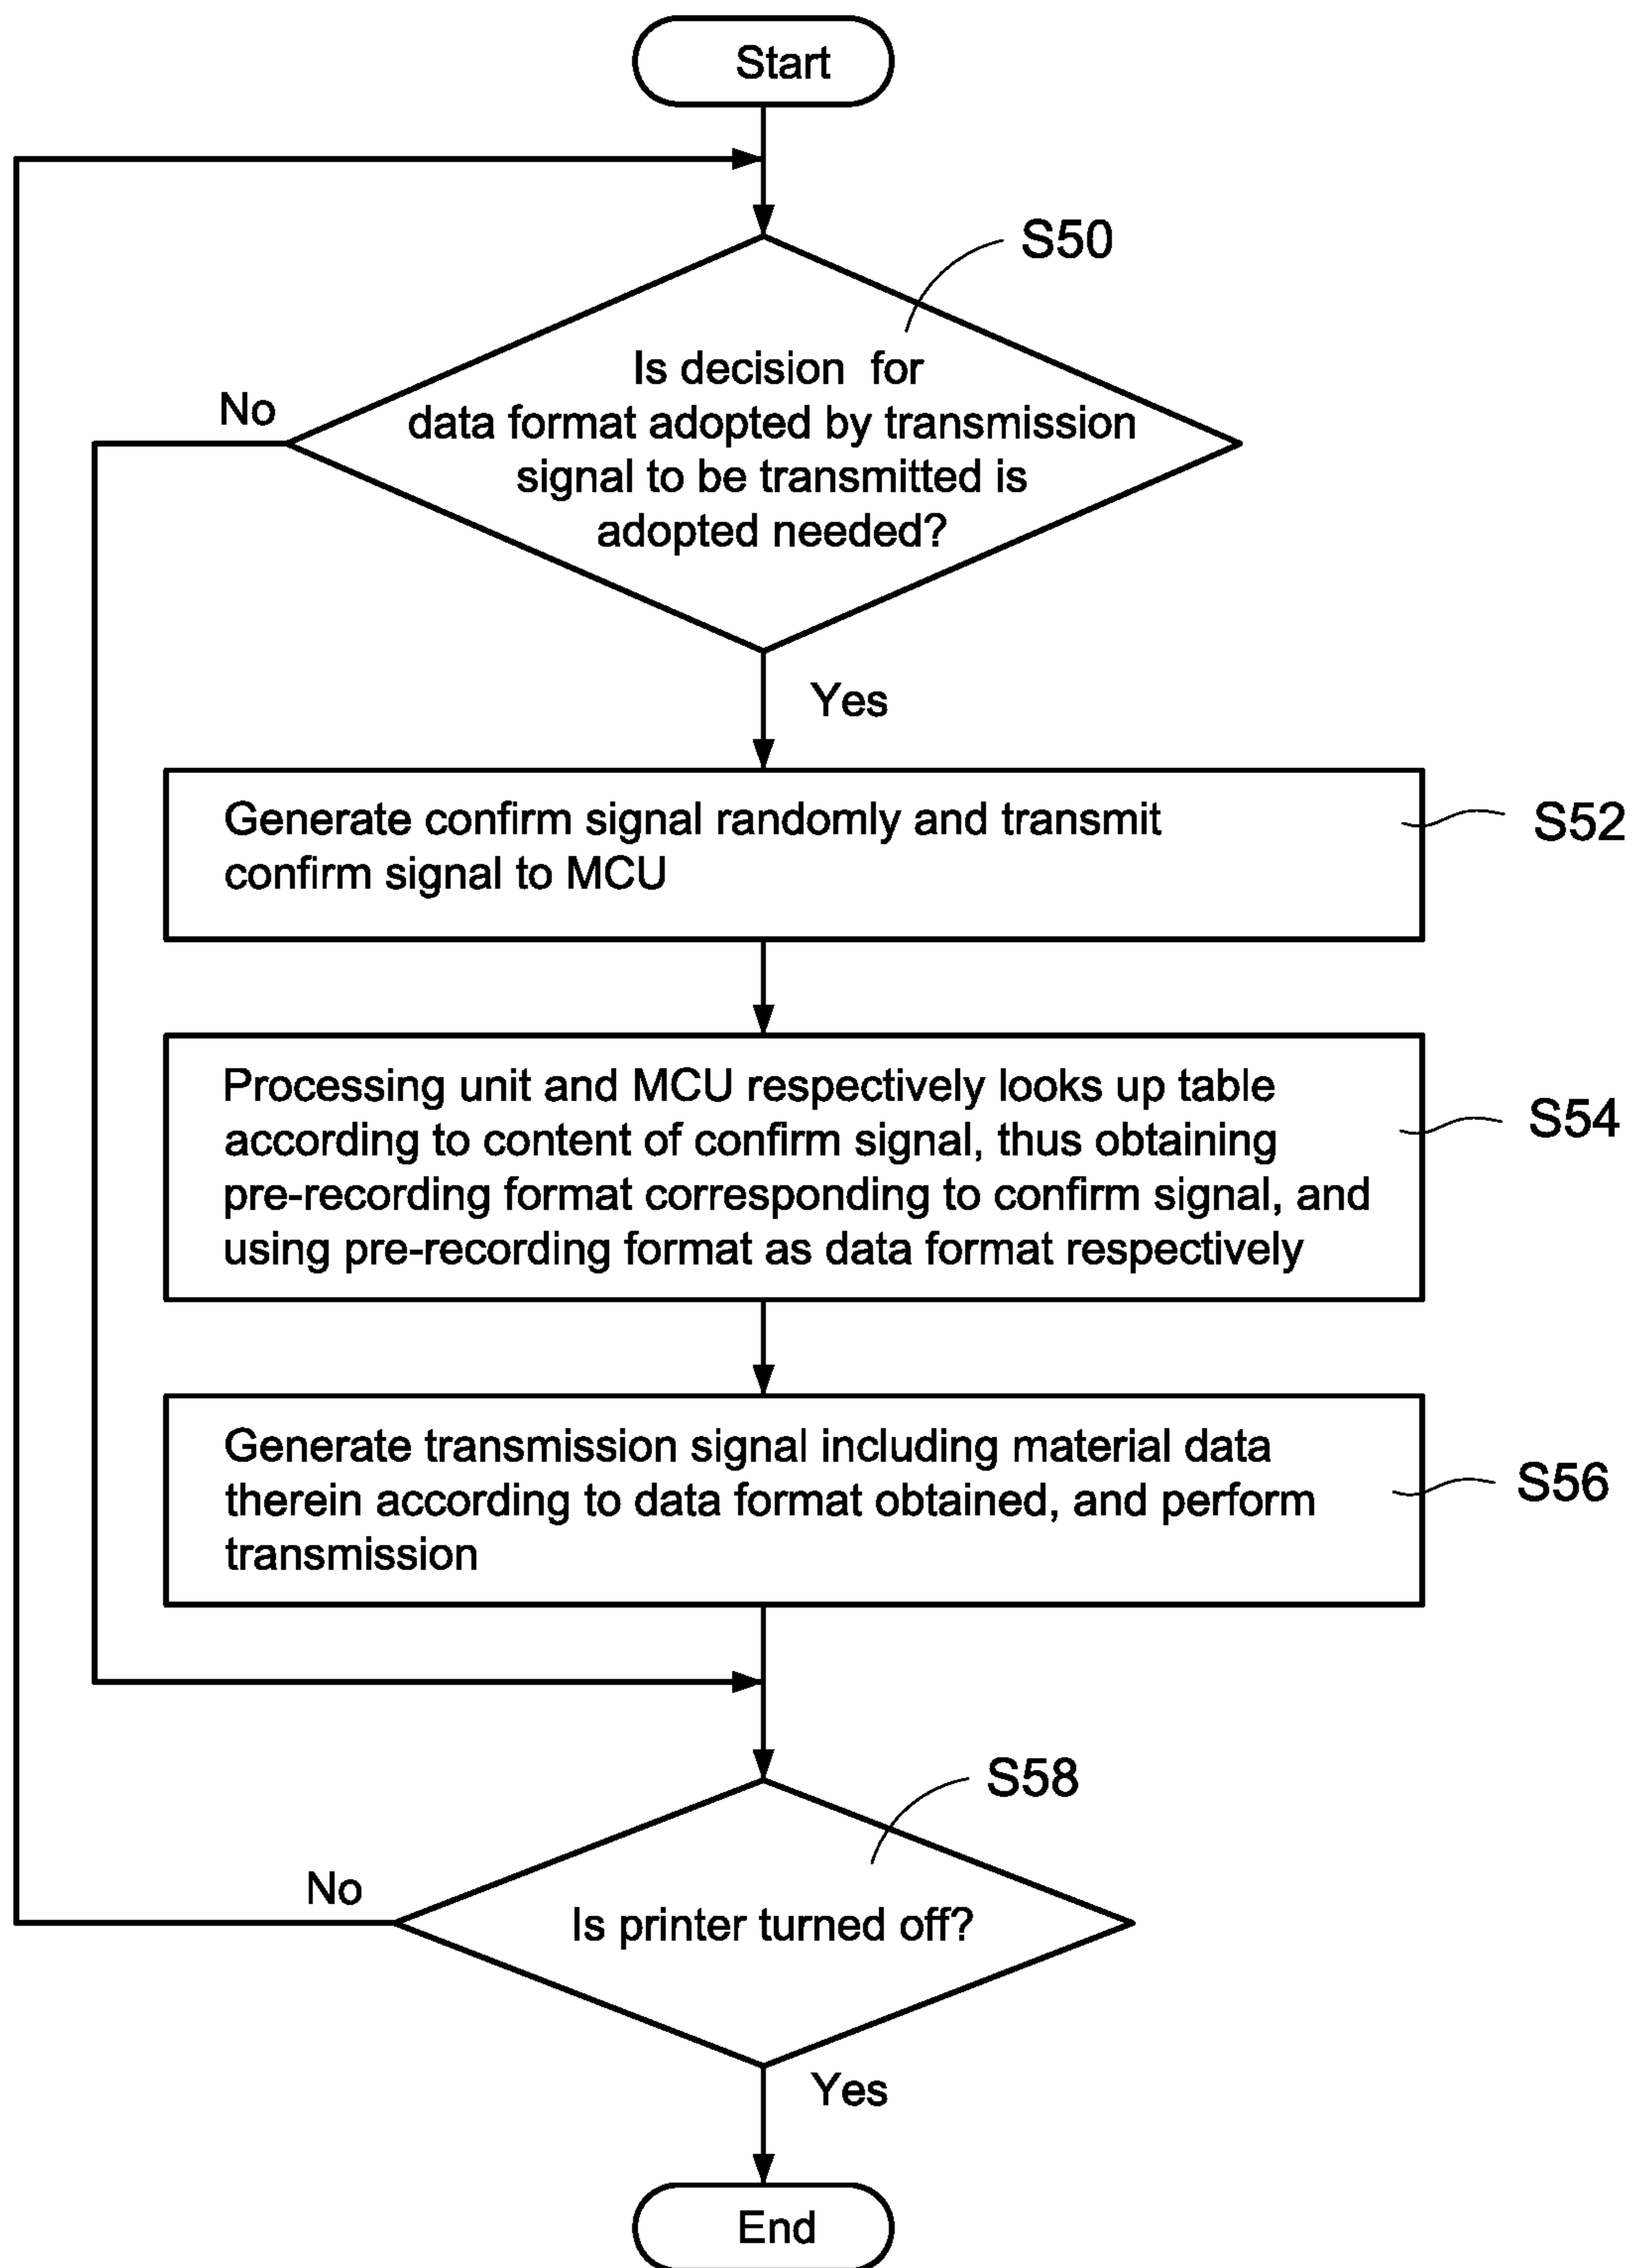 Start
S50
Is decision for
data format adopted by transmission
signal to be transmitted is
adopted needed?
No
Yes
Generate confirm signal randomly and transmit
confirm signal to MCU
S52
Processing unit and MCU respectively looks up table
according to content of confirm signal, thus obtaining
pre-recording format corresponding to confirm signal, and
using pre-recording format as data format respectively
S54
Generate transmission signal including material data
therein according to data format obtained, and perform
transmission
S56
S58
Is printer turned off?
No
Yes
End